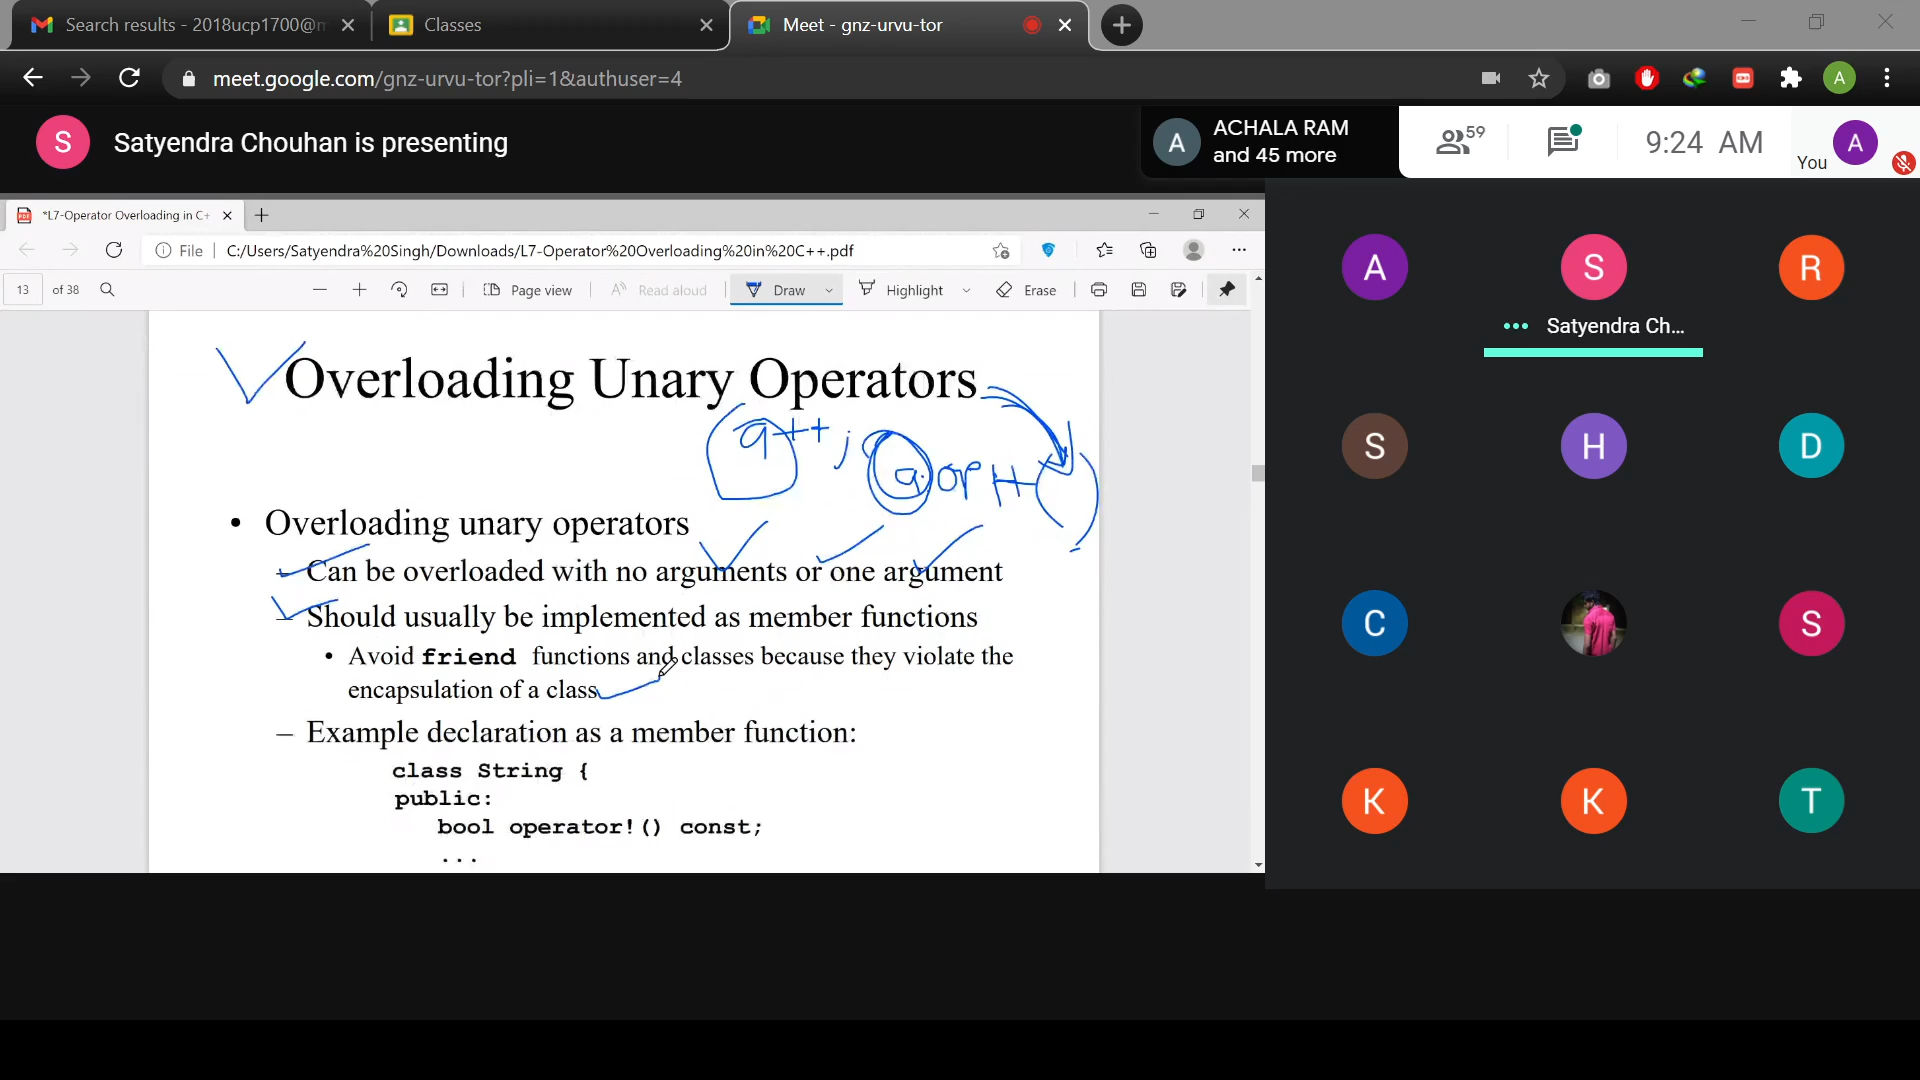 Search results - 2018ucp1700@m
Classes
Meet - gnz-urvu-tor
meet.google.com/gnz-urvu-tor?pli=1&authuser=4
A
S
Satyendra Chouhan is presenting
A
ACHALA RAM
and 45 more
59
9:24 AM
You
A
*L7-Operator Overloading in C+
File
C:/Users/Satyendra%20Singh/Downloads/L7-Operator%20Overloading%20in%20C++.pdf
13 of 38
Page view
Read aloud
Draw
Highlight
Erase
Overloading Unary Operators
a++;
a. op ++ ( )
• Overloading unary operators
– Can be overloaded with no arguments or one argument
– Should usually be implemented as member functions
• Avoid friend functions and classes because they violate the
encapsulation of a class
– Example declaration as a member function:
class String {
public:
bool operator!() const;
...
A
S
R
Satyendra Ch...
S
H
D
C
S
K
K
T